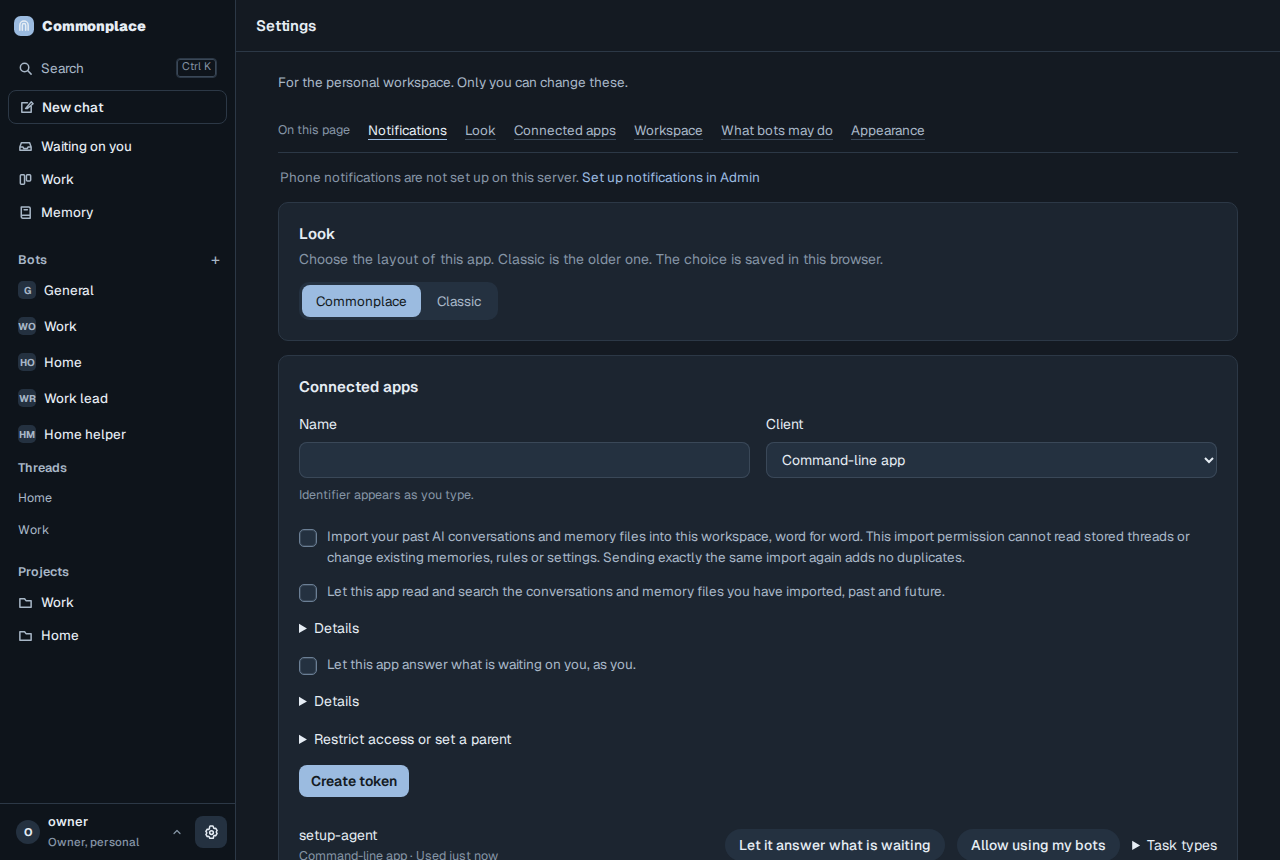 Commonplace
Settings
Search
Ctrl K
New chat
Waiting on you
Work
Memory
Bots
+
G General
WO Work
HO Home
WR Work lead
HM Home helper
Threads
Home
Work
Projects
Work
Home
O owner
Owner, personal
For the personal workspace. Only you can change these.
On this page Notifications Look Connected apps Workspace What bots may do Appearance
Phone notifications are not set up on this server. Set up notifications in Admin
Look
Choose the layout of this app. Classic is the older one. The choice is saved in this browser.
Commonplace Classic
Connected apps
Name Client
Command-line app
Identifier appears as you type.
Import your past AI conversations and memory files into this workspace, word for word. This import permission cannot read stored threads or
change existing memories, rules or settings. Sending exactly the same import again adds no duplicates.
Let this app read and search the conversations and memory files you have imported, past and future.
Details
Let this app answer what is waiting on you, as you.
Details
Restrict access or set a parent
Create token
setup-agent
Command-line app · Used just now
Let it answer what is waiting Allow using my bots Task types